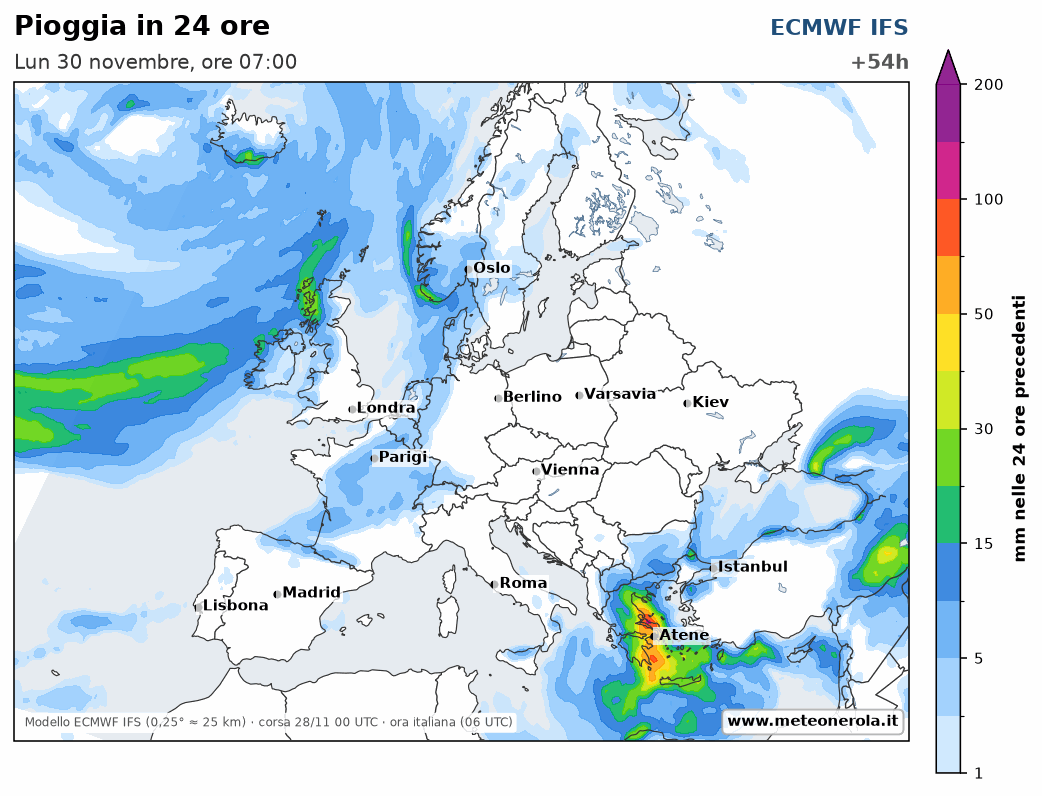 Pioggia in 24 ore
ECMWF IFS
Lun 30 novembre, ore 07:00
+54h
200
100
50
30
15
5
1
mm nelle 24 ore precedenti
Oslo
Berlino
Varsavia
Kiev
Londra
Parigi
Vienna
Istanbul
Roma
Madrid
Lisbona
Atene
Modello ECMWF IFS (0,25° ≈ 25 km) · corsa 28/11 00 UTC · ora italiana (06 UTC)
www.meteonerola.it